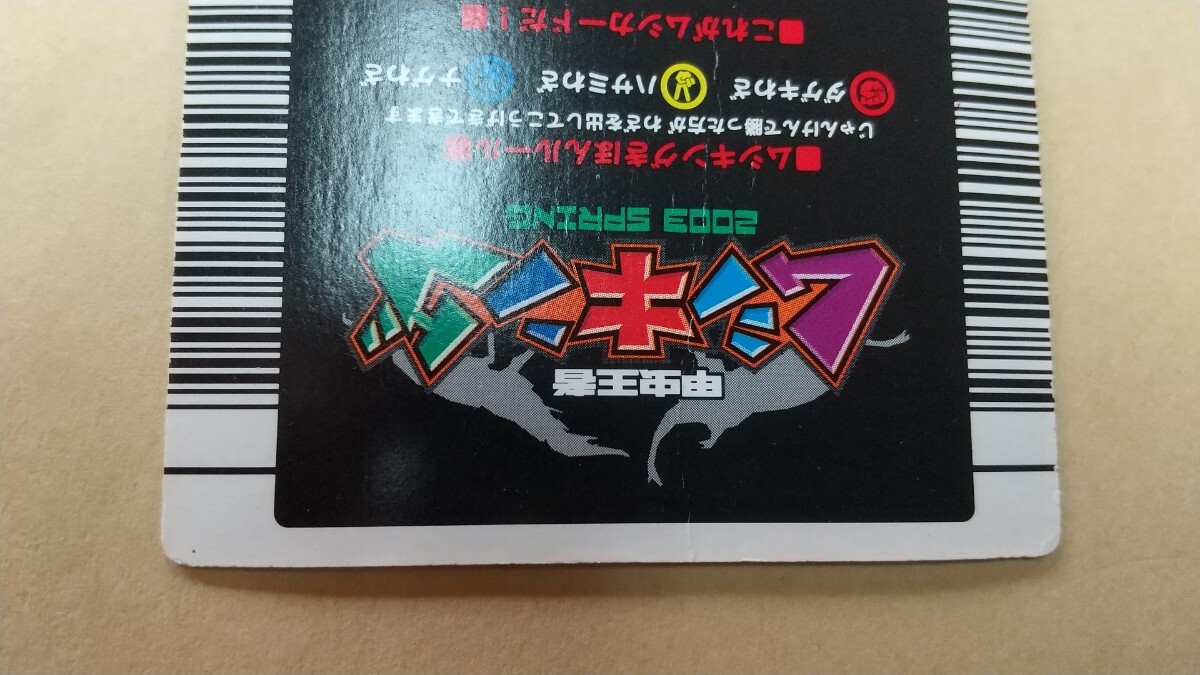 甲虫王者
ムシキング
2003 SPRING
■ムシキングきほんルール■
じゃんけんで勝った方が わざを出してこうげきできます
ダゲキわざ ハサミわざ ナゲわざ
■これがムシカードだ！■